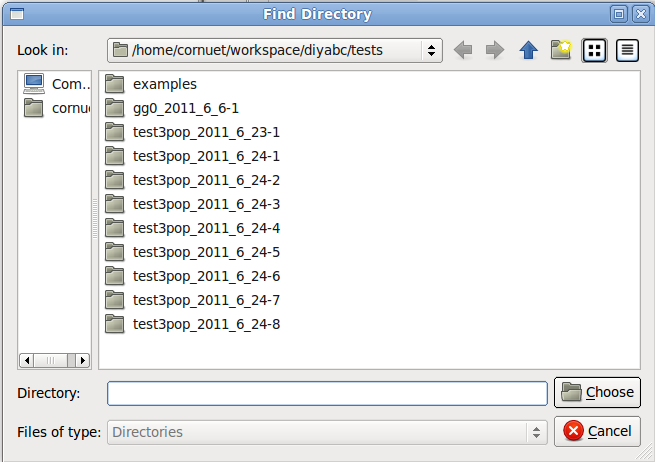 Find Directory
Look in: /home/cornuet/workspace/diyabc/tests
Com...
cornue
examples
gg0_2011_6_6-1
test3pop_2011_6_23-1
test3pop_2011_6_24-1
test3pop_2011_6_24-2
test3pop_2011_6_24-3
test3pop_2011_6_24-4
test3pop_2011_6_24-5
test3pop_2011_6_24-6
test3pop_2011_6_24-7
test3pop_2011_6_24-8
Directory: Choose
Files of type: Directories Cancel